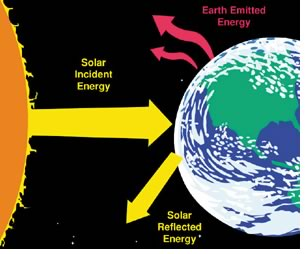 Earth Emitted
Energy
Solar
Incident
Energy
Solar
Reflected
Energy